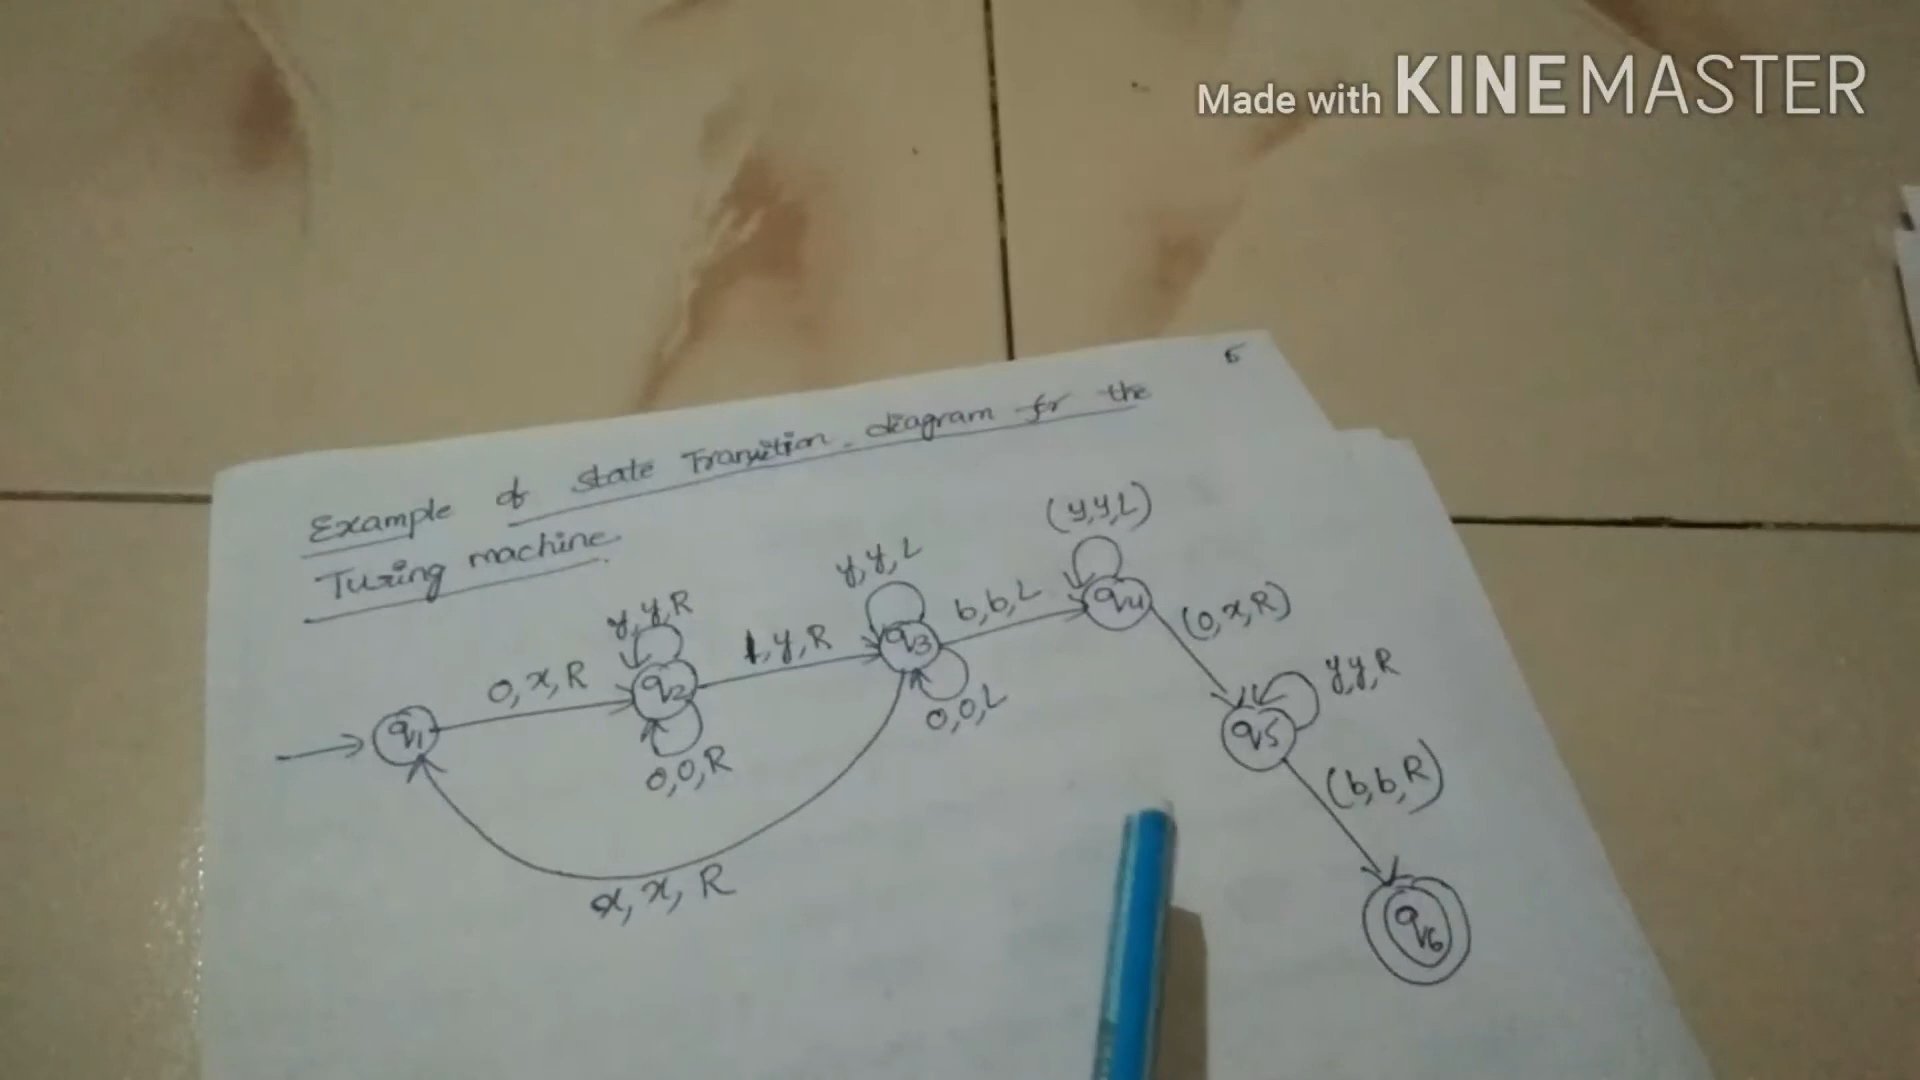 Made with KINEMASTER
5
Example of State Transition diagram for the
Turing machine.
(y,y,L)
y,y,L
b,b,L
q4
(0,x,R)
y,y,R
1,y,R
q3
0,x,R
q2
0,0,L
y,y,R
q1
q5
0,0,R
(b,b,R)
x,x,R
q6